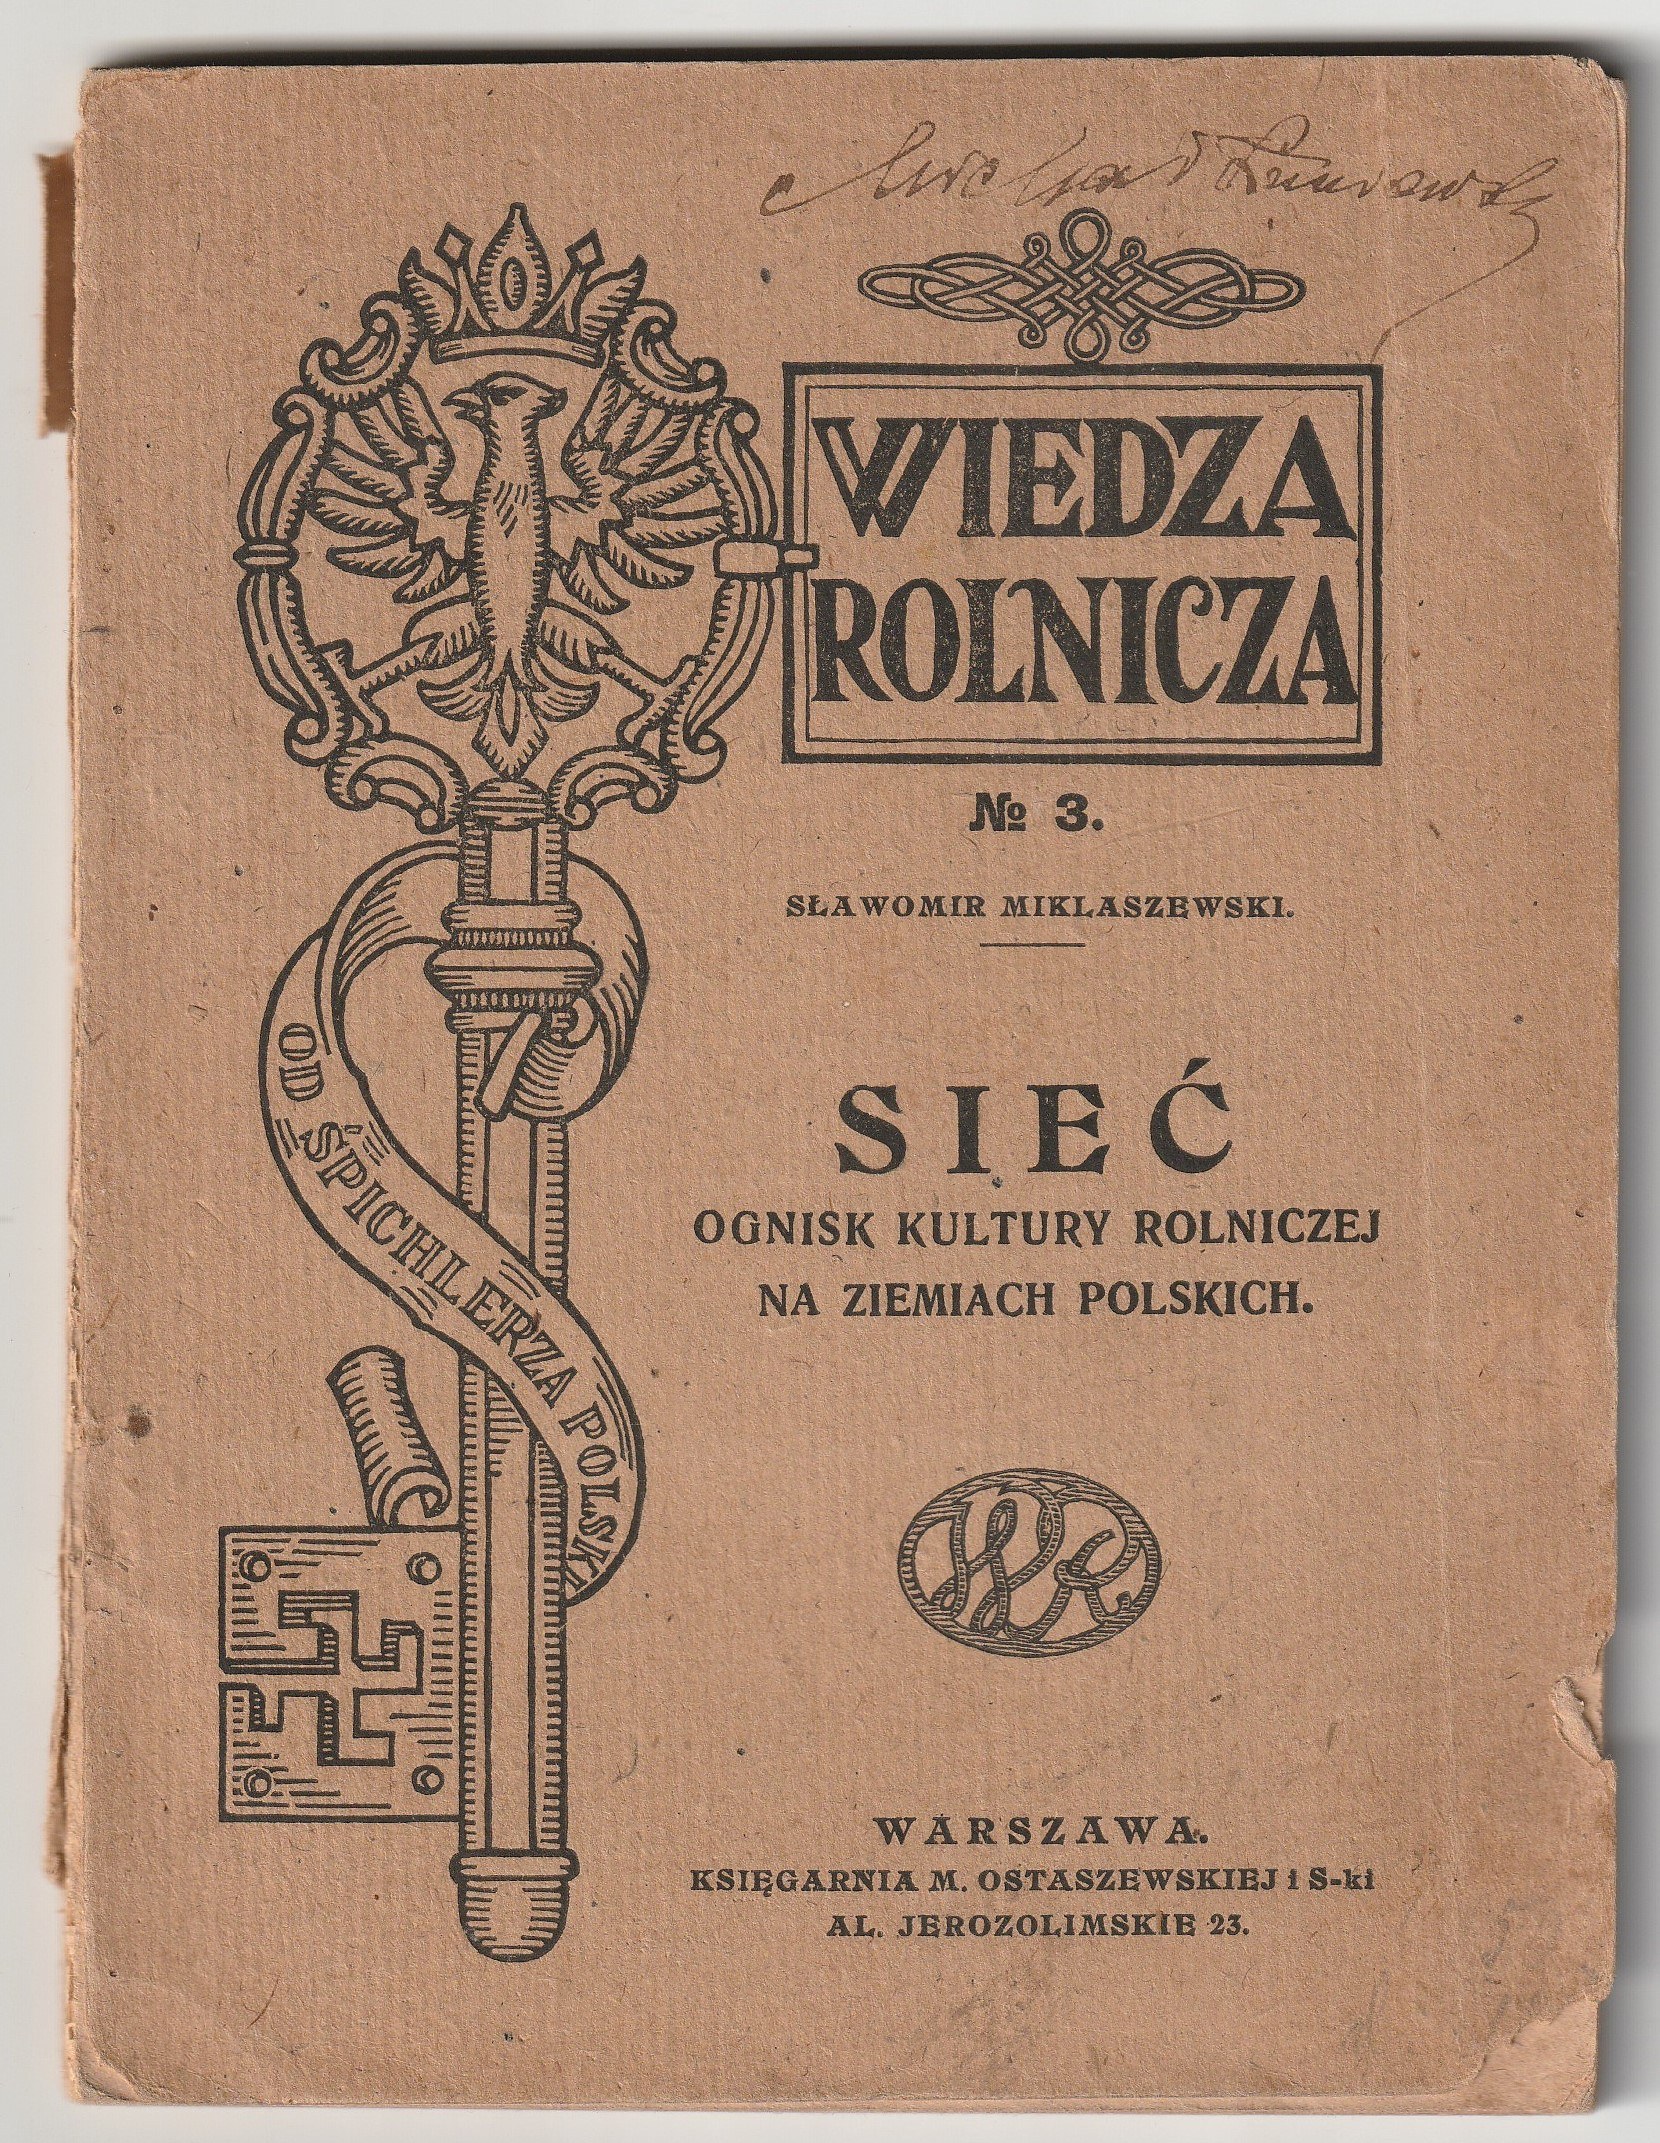 WIEDZA
ROLNICZA
№ 3.
SŁAWOMIR MIKLASZEWSKI.
SIEĆ
OGNISK KULTURY ROLNICZEJ
NA ZIEMIACH POLSKICH.
OD ŚPICHLERZA POLSKI
WR
WARSZAWA.
KSIĘGARNIA M. OSTASZEWSKIEJ i S-ki
AL. JEROZOLIMSKIE 23.